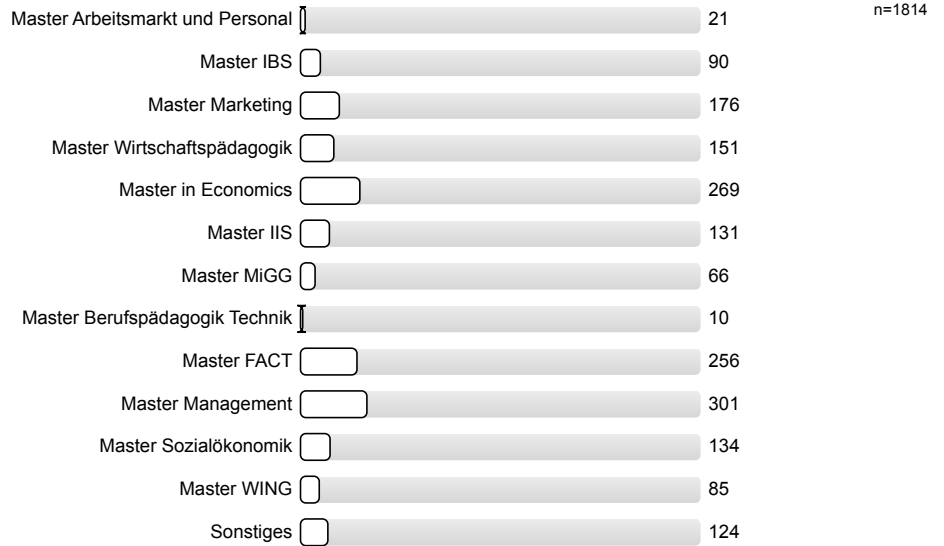 Master Arbeitsmarkt und Personal 21 n=1814
Master IBS 90
Master Marketing 176
Master Wirtschaftspädagogik 151
Master in Economics 269
Master IIS 131
Master MiGG 66
Master Berufspädagogik Technik 10
Master FACT 256
Master Management 301
Master Sozialökonomik 134
Master WING 85
Sonstiges 124